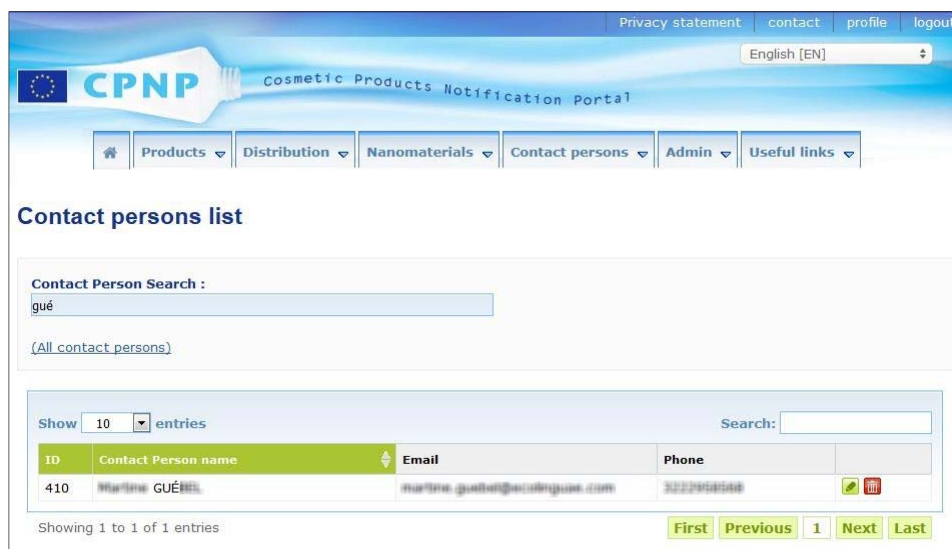 Privacy statement contact profile logout
English [EN]
CPNP Cosmetic Products Notification Portal
Products Distribution Nanomaterials Contact persons Admin Useful links
Contact persons list
Contact Person Search :
gué
(All contact persons)
Show 10 entries Search:
ID Contact Person name Email Phone
410 GUÉ
Showing 1 to 1 of 1 entries First Previous 1 Next Last